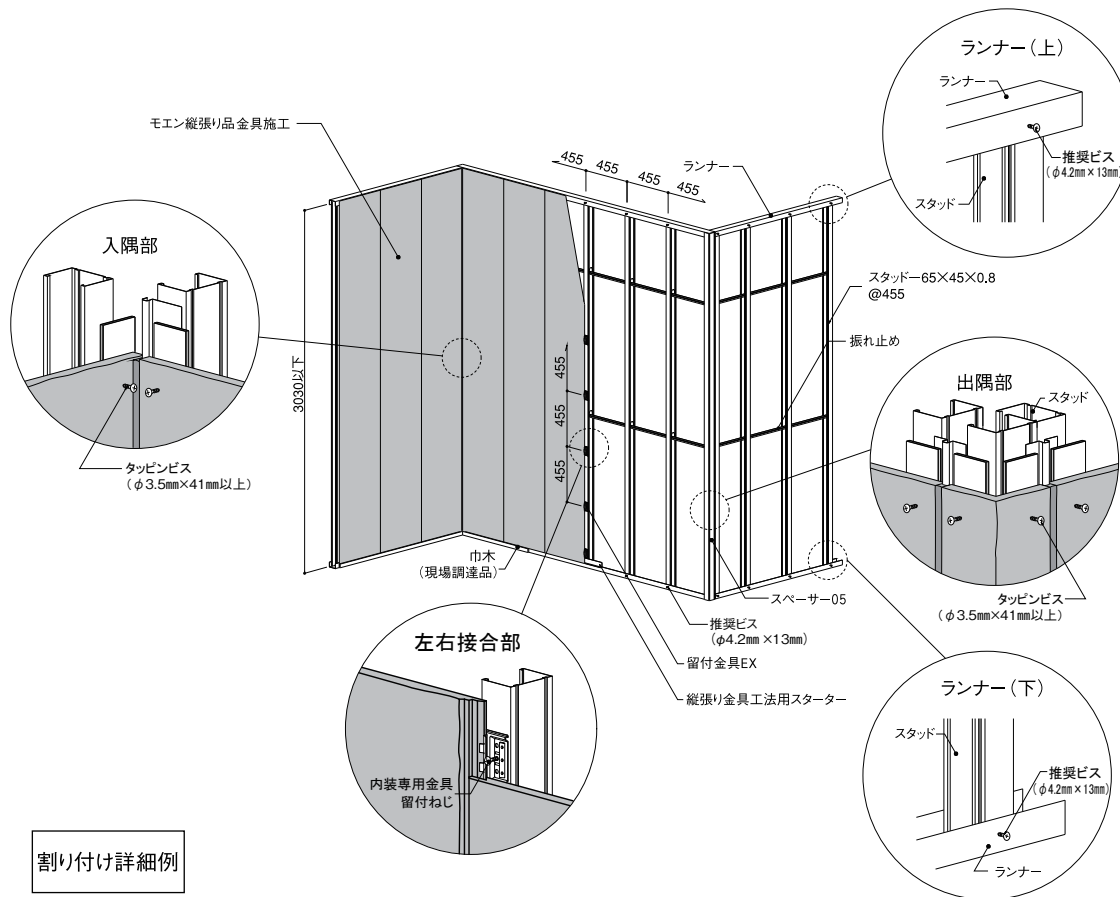 ランナー(上)
ランナー
推奨ビス
(φ4.2mm×13mm)
スタッド
モエン縦張り品金具施工
455
455
455
455
ランナー
入隅部
タッピンビス
(φ3.5mm×41mm以上)
3030以下
スタッドー65×45×0.8
@455
振れ止め
455
455
455
出隅部
スタッド
タッピンビス
(φ3.5mm×41mm以上)
巾木
(現場調達品)
スペーサー05
推奨ビス
(φ4.2mm×13mm)
留付金具EX
縦張り金具工法用スターター
左右接合部
内装専用金具
留付ねじ
ランナー(下)
スタッド
推奨ビス
(φ4.2mm×13mm)
ランナー
割り付け詳細例